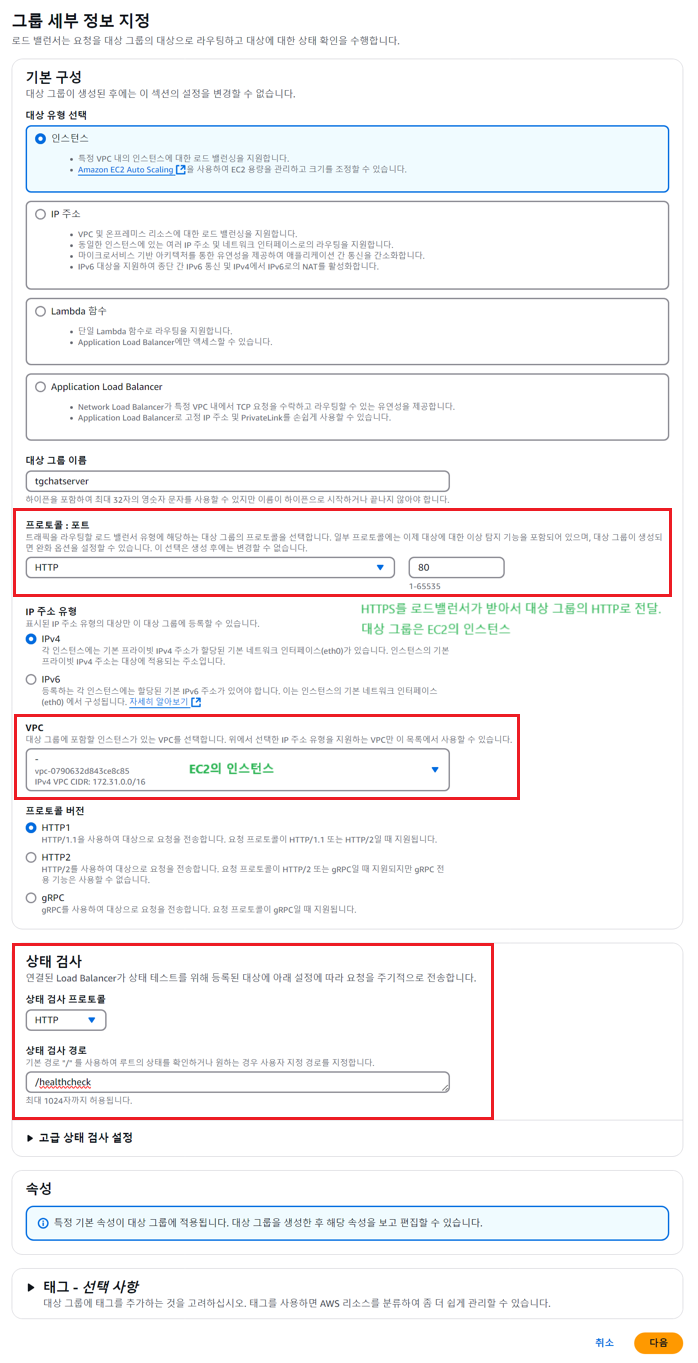 그룹 세부 정보 지정
로드 밸런서는 요청을 대상 그룹의 대상으로 라우팅하고 대상에 대한 상태 확인을 수행합니다.
기본 구성
대상 그룹이 생성된 후에는 이 섹션의 설정을 변경할 수 없습니다.
대상 유형 선택
인스턴스
• 특정 VPC 내의 인스턴스에 대한 로드 밸런싱을 지원합니다.
• Amazon EC2 Auto Scaling을 사용하여 EC2 용량을 관리하고 크기를 조정할 수 있습니다.
IP 주소
• VPC 및 온프레미스 리소스에 대한 로드 밸런싱을 지원합니다.
• 동일한 인스턴스에 있는 여러 IP 주소 및 네트워크 인터페이스로의 라우팅을 지원합니다.
• 마이크로서비스 기반 아키텍처를 통한 유연성을 제공하여 애플리케이션 간 통신을 간소화합니다.
• IPv6 대상을 지원하여 종단 간 IPv6 통신 및 IPv4에서 IPv6로의 NAT를 활성화합니다.
Lambda 함수
• 단일 Lambda 함수로 라우팅을 지원합니다.
• Application Load Balancer에만 액세스할 수 있습니다.
Application Load Balancer
• Network Load Balancer가 특정 VPC 내에서 TCP 요청을 수락하고 라우팅할 수 있는 유연성을 제공합니다.
• Application Load Balancer로 고정 IP 주소 및 PrivateLink를 손쉽게 사용할 수 있습니다.
대상 그룹 이름
tgchatserver
하이픈을 포함하여 최대 32자의 영숫자 문자를 사용할 수 있지만 이름이 하이픈으로 시작하거나 끝나지 않아야 합니다.
프로토콜 : 포트
트래픽을 라우팅할 로드 밸런서 유형에 해당하는 대상 그룹의 프로토콜을 선택합니다. 일부 프로토콜에는 이제 대상에 대한 이상 탐지 기능을 포함되어 있으며, 대상 그룹이 생성되
면 완화 옵션을 설정할 수 있습니다. 이 선택은 생성 후에는 변경할 수 없습니다.
HTTP 80
1-65535
HTTPS를 로드밸런서가 받아서 대상 그룹의 HTTP로 전달.
대상 그룹은 EC2의 인스턴스
IP 주소 유형
표시된 IP 주소 유형의 대상만 이 대상 그룹에 등록할 수 있습니다.
IPv4
각 인스턴스에는 기본 프라이빗 IPv4 주소가 할당된 기본 네트워크 인터페이스(eth0)가 있습니다. 인스턴스의 기본
프라이빗 IPv4 주소는 대상에 적용되는 주소입니다.
IPv6
등록하는 각 인스턴스에는 할당된 기본 IPv6 주소가 있어야 합니다. 이는 인스턴스의 기본 네트워크 인터페이스
(eth0) 에서 구성됩니다. 자세히 알아보기
VPC
대상 그룹에 포함할 인스턴스가 있는 VPC를 선택합니다. 위에서 선택한 IP 주소 유형을 지원하는 VPC만 이 목록에서 사용할 수 있습니다.
-
vpc-0790632d843ce8c85
IPv4 VPC CIDR: 172.31.0.0/16
EC2의 인스턴스
프로토콜 버전
HTTP1
HTTP/1.1을 사용하여 대상으로 요청을 전송합니다. 요청 프로토콜이 HTTP/1.1 또는 HTTP/2일 때 지원됩니다.
HTTP2
HTTP/2를 사용하여 대상으로 요청을 전송합니다. 요청 프로토콜이 HTTP/2 또는 gRPC일 때 지원되지만 gRPC 전
용 기능은 사용할 수 없습니다.
gRPC
gRPC를 사용하여 대상으로 요청을 전송합니다. 요청 프로토콜이 gRPC일 때 지원됩니다.
상태 검사
연결된 Load Balancer가 상태 테스트를 위해 등록된 대상에 아래 설정에 따라 요청을 주기적으로 전송합니다.
상태 검사 프로토콜
HTTP
상태 검사 경로
기본 경로 "/" 를 사용하여 루트의 상태를 확인하거나 원하는 경우 사용자 지정 경로를 지정합니다.
/healthcheck
최대 1024자까지 허용됩니다.
고급 상태 검사 설정
속성
특정 기본 속성이 대상 그룹에 적용됩니다. 대상 그룹을 생성한 후 해당 속성을 보고 편집할 수 있습니다.
태그 - 선택 사항
대상 그룹에 태그를 추가하는 것을 고려하십시오. 태그를 사용하면 AWS 리소스를 분류하여 좀 더 쉽게 관리할 수 있습니다.
취소 다음